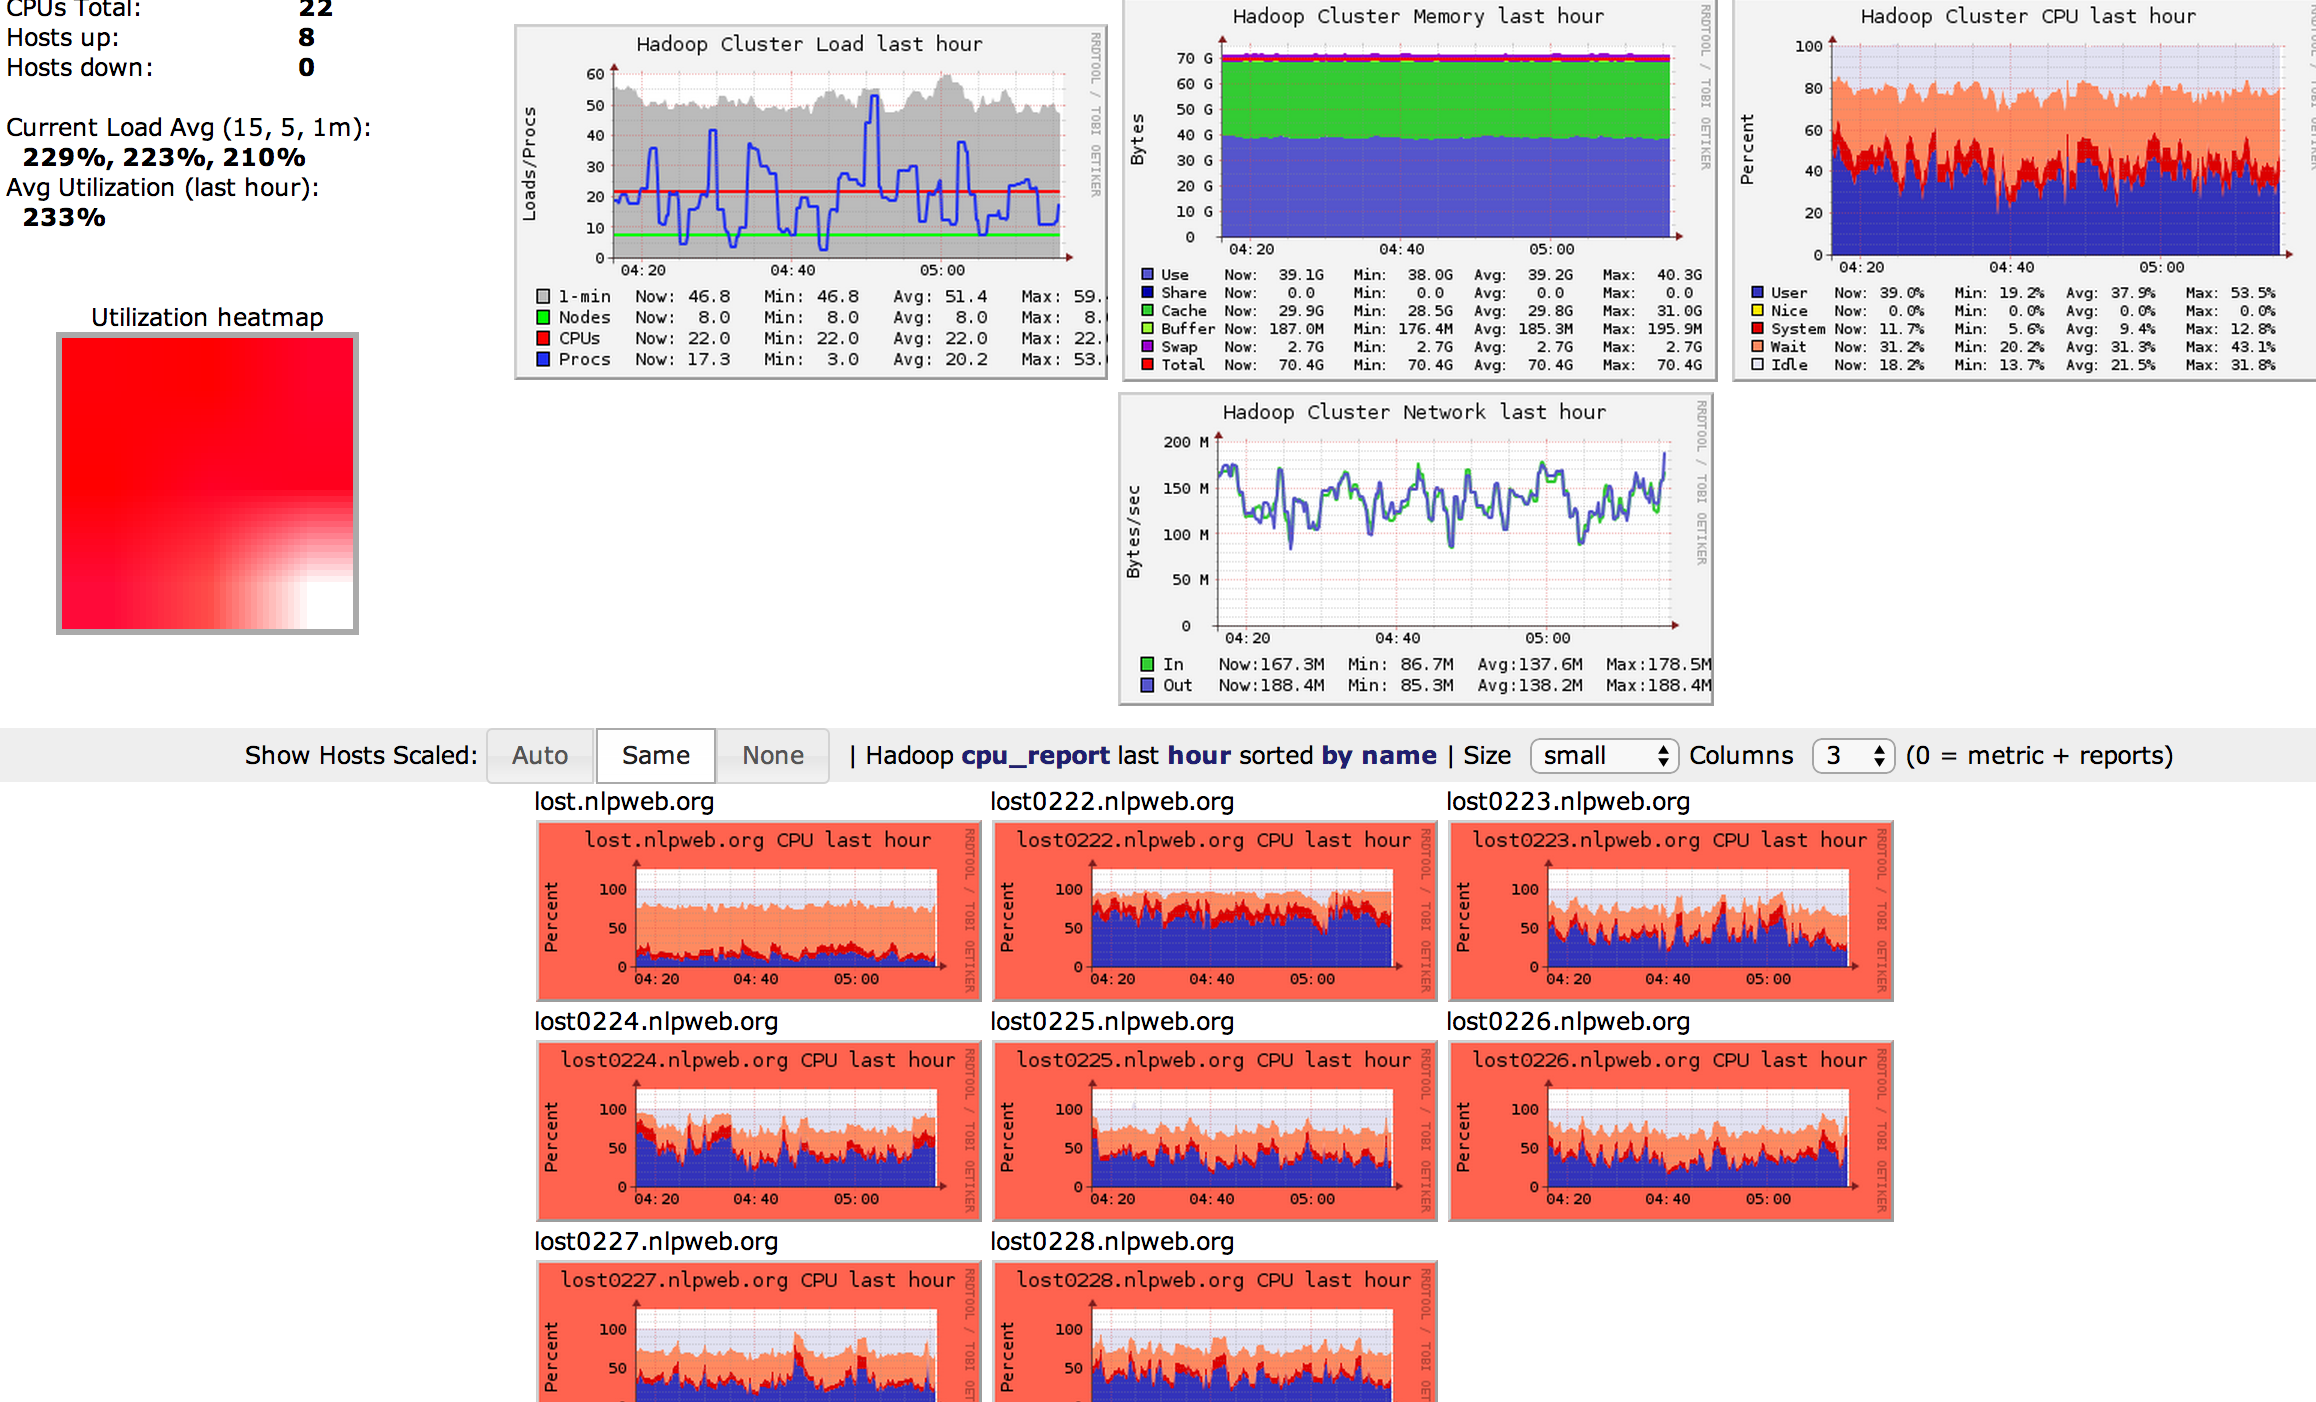 CPUs Total: 22
Hosts up: 8
Hosts down: 0
Current Load Avg (15, 5, 1m):
229%, 223%, 210%
Avg Utilization (last hour):
233%
Utilization heatmap
Hadoop Cluster Load last hour
RRDTOOL / TOBI OETIKER
Loads/Procs
60
50
40
30
20
10
0
04:20 04:40 05:00
1-min Now: 46.8 Min: 46.8 Avg: 51.4 Max: 59.
Nodes Now: 8.0 Min: 8.0 Avg: 8.0 Max: 8.
CPUs Now: 22.0 Min: 22.0 Avg: 22.0 Max: 22.
Procs Now: 17.3 Min: 3.0 Avg: 20.2 Max: 53.
Hadoop Cluster Memory last hour
RRDTOOL / TOBI OETIKER
Bytes
70 G
60 G
50 G
40 G
30 G
20 G
10 G
0
04:20 04:40 05:00
Use Now: 39.1G Min: 38.0G Avg: 39.2G Max: 40.3G
Share Now: 0.0 Min: 0.0 Avg: 0.0 Max: 0.0
Cache Now: 29.9G Min: 28.5G Avg: 29.8G Max: 31.0G
Buffer Now: 187.0M Min: 176.4M Avg: 185.3M Max: 195.9M
Swap Now: 2.7G Min: 2.7G Avg: 2.7G Max: 2.7G
Total Now: 70.4G Min: 70.4G Avg: 70.4G Max: 70.4G
Hadoop Cluster CPU last hour
Percent
100
80
60
40
20
0
04:20 04:40 05:00
User Now: 39.0% Min: 19.2% Avg: 37.9% Max: 53.5%
Nice Now: 0.0% Min: 0.0% Avg: 0.0% Max: 0.0%
System Now: 11.7% Min: 5.6% Avg: 9.4% Max: 12.8%
Wait Now: 31.2% Min: 20.2% Avg: 31.3% Max: 43.1%
Idle Now: 18.2% Min: 13.7% Avg: 21.5% Max: 31.8%
Hadoop Cluster Network last hour
RRDTOOL / TOBI OETIKER
Bytes/sec
200 M
150 M
100 M
50 M
0
04:20 04:40 05:00
In Now:167.3M Min: 86.7M Avg:137.6M Max:178.5M
Out Now:188.4M Min: 85.3M Avg:138.2M Max:188.4M
Show Hosts Scaled: Auto Same None | Hadoop cpu_report last hour sorted by name | Size small Columns 3 (0 = metric + reports)
lost.nlpweb.org lost0222.nlpweb.org lost0223.nlpweb.org
lost.nlpweb.org CPU last hour
RRDTOOL / TOBI OETIKER
Percent
100
50
0
04:20 04:40 05:00
lost0222.nlpweb.org CPU last hour
RRDTOOL / TOBI OETIKER
Percent
100
50
0
04:20 04:40 05:00
lost0223.nlpweb.org CPU last hour
RRDTOOL / TOBI OETIKER
Percent
100
50
0
04:20 04:40 05:00
lost0224.nlpweb.org lost0225.nlpweb.org lost0226.nlpweb.org
lost0224.nlpweb.org CPU last hour
RRDTOOL / TOBI OETIKER
Percent
100
50
0
04:20 04:40 05:00
lost0225.nlpweb.org CPU last hour
RRDTOOL / TOBI OETIKER
Percent
100
50
0
04:20 04:40 05:00
lost0226.nlpweb.org CPU last hour
RRDTOOL / TOBI OETIKER
Percent
100
50
0
04:20 04:40 05:00
lost0227.nlpweb.org lost0228.nlpweb.org
lost0227.nlpweb.org CPU last hour
RRDTOOL / TOBI OET
Percent
100
50
lost0228.nlpweb.org CPU last hour
RRDTOOL / TOBI OET
Percent
100
50